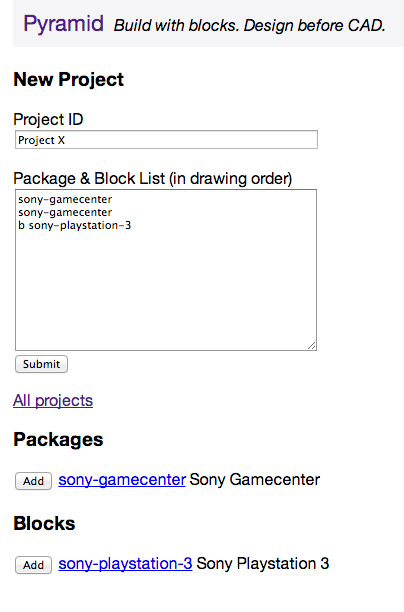 Pyramid Build with blocks. Design before CAD.
New Project
Project ID
Project X
Package & Block List (in drawing order)
sony-gamecenter
sony-gamecenter
b sony-playstation-3
Submit
All projects
Packages
Add sony-gamecenter Sony Gamecenter
Blocks
Add sony-playstation-3 Sony Playstation 3